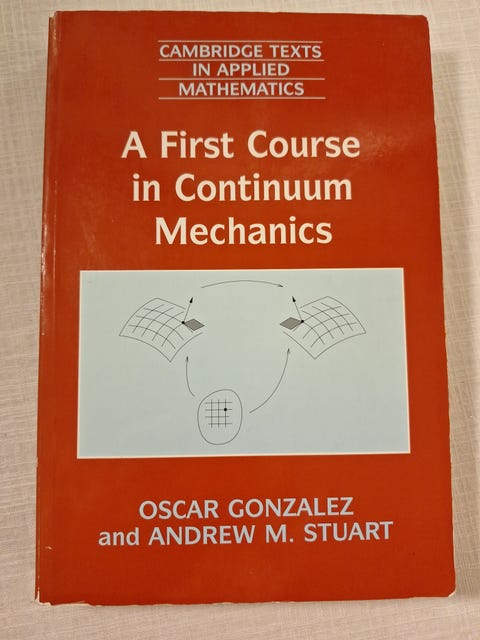 CAMBRIDGE TEXTS
IN APPLIED
MATHEMATICS
A First Course
in Continuum
Mechanics
OSCAR GONZALEZ
and ANDREW M. STUART